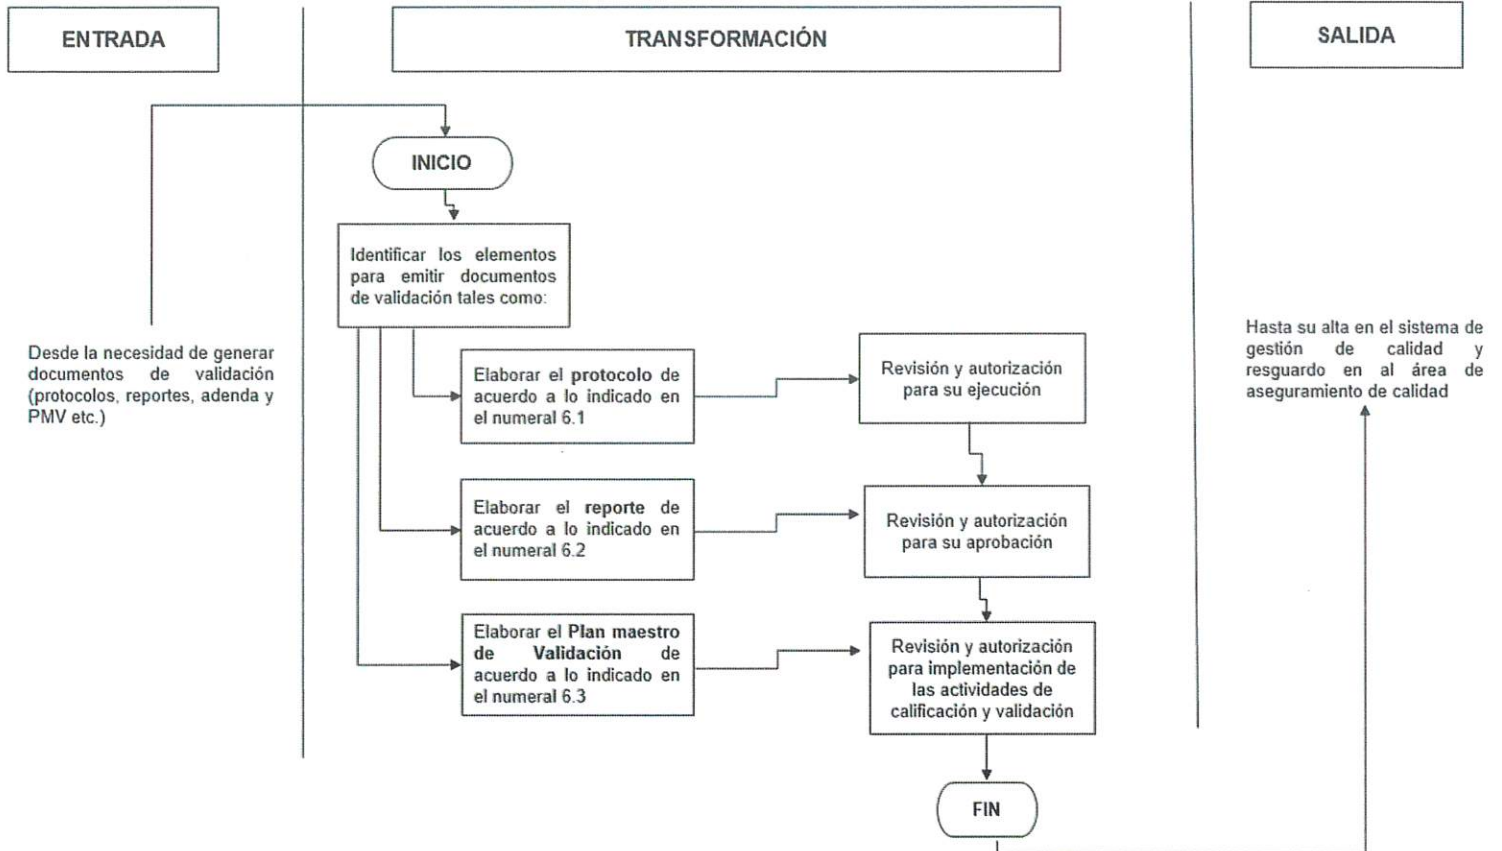 ENTRADA
TRANSFORMACIÓN
SALIDA
INICIO
Identificar los elementos
para emitir documentos
de validación tales como:
Desde la necesidad de generar
documentos de validación
(protocolos, reportes, adenda y
PMV etc.)
Elaborar el protocolo de
acuerdo a lo indicado en
el numeral 6.1
Revisión y autorización
para su ejecución
Hasta su alta en el sistema de
gestión de calidad y
resguardo en al área de
aseguramiento de calidad
Elaborar el reporte de
acuerdo a lo indicado en
el numeral 6.2
Revisión y autorización
para su aprobación
Elaborar el Plan maestro
de Validación de
acuerdo a lo indicado en
el numeral 6.3
Revisión y autorización
para implementación de
las actividades de
calificación y validación
FIN